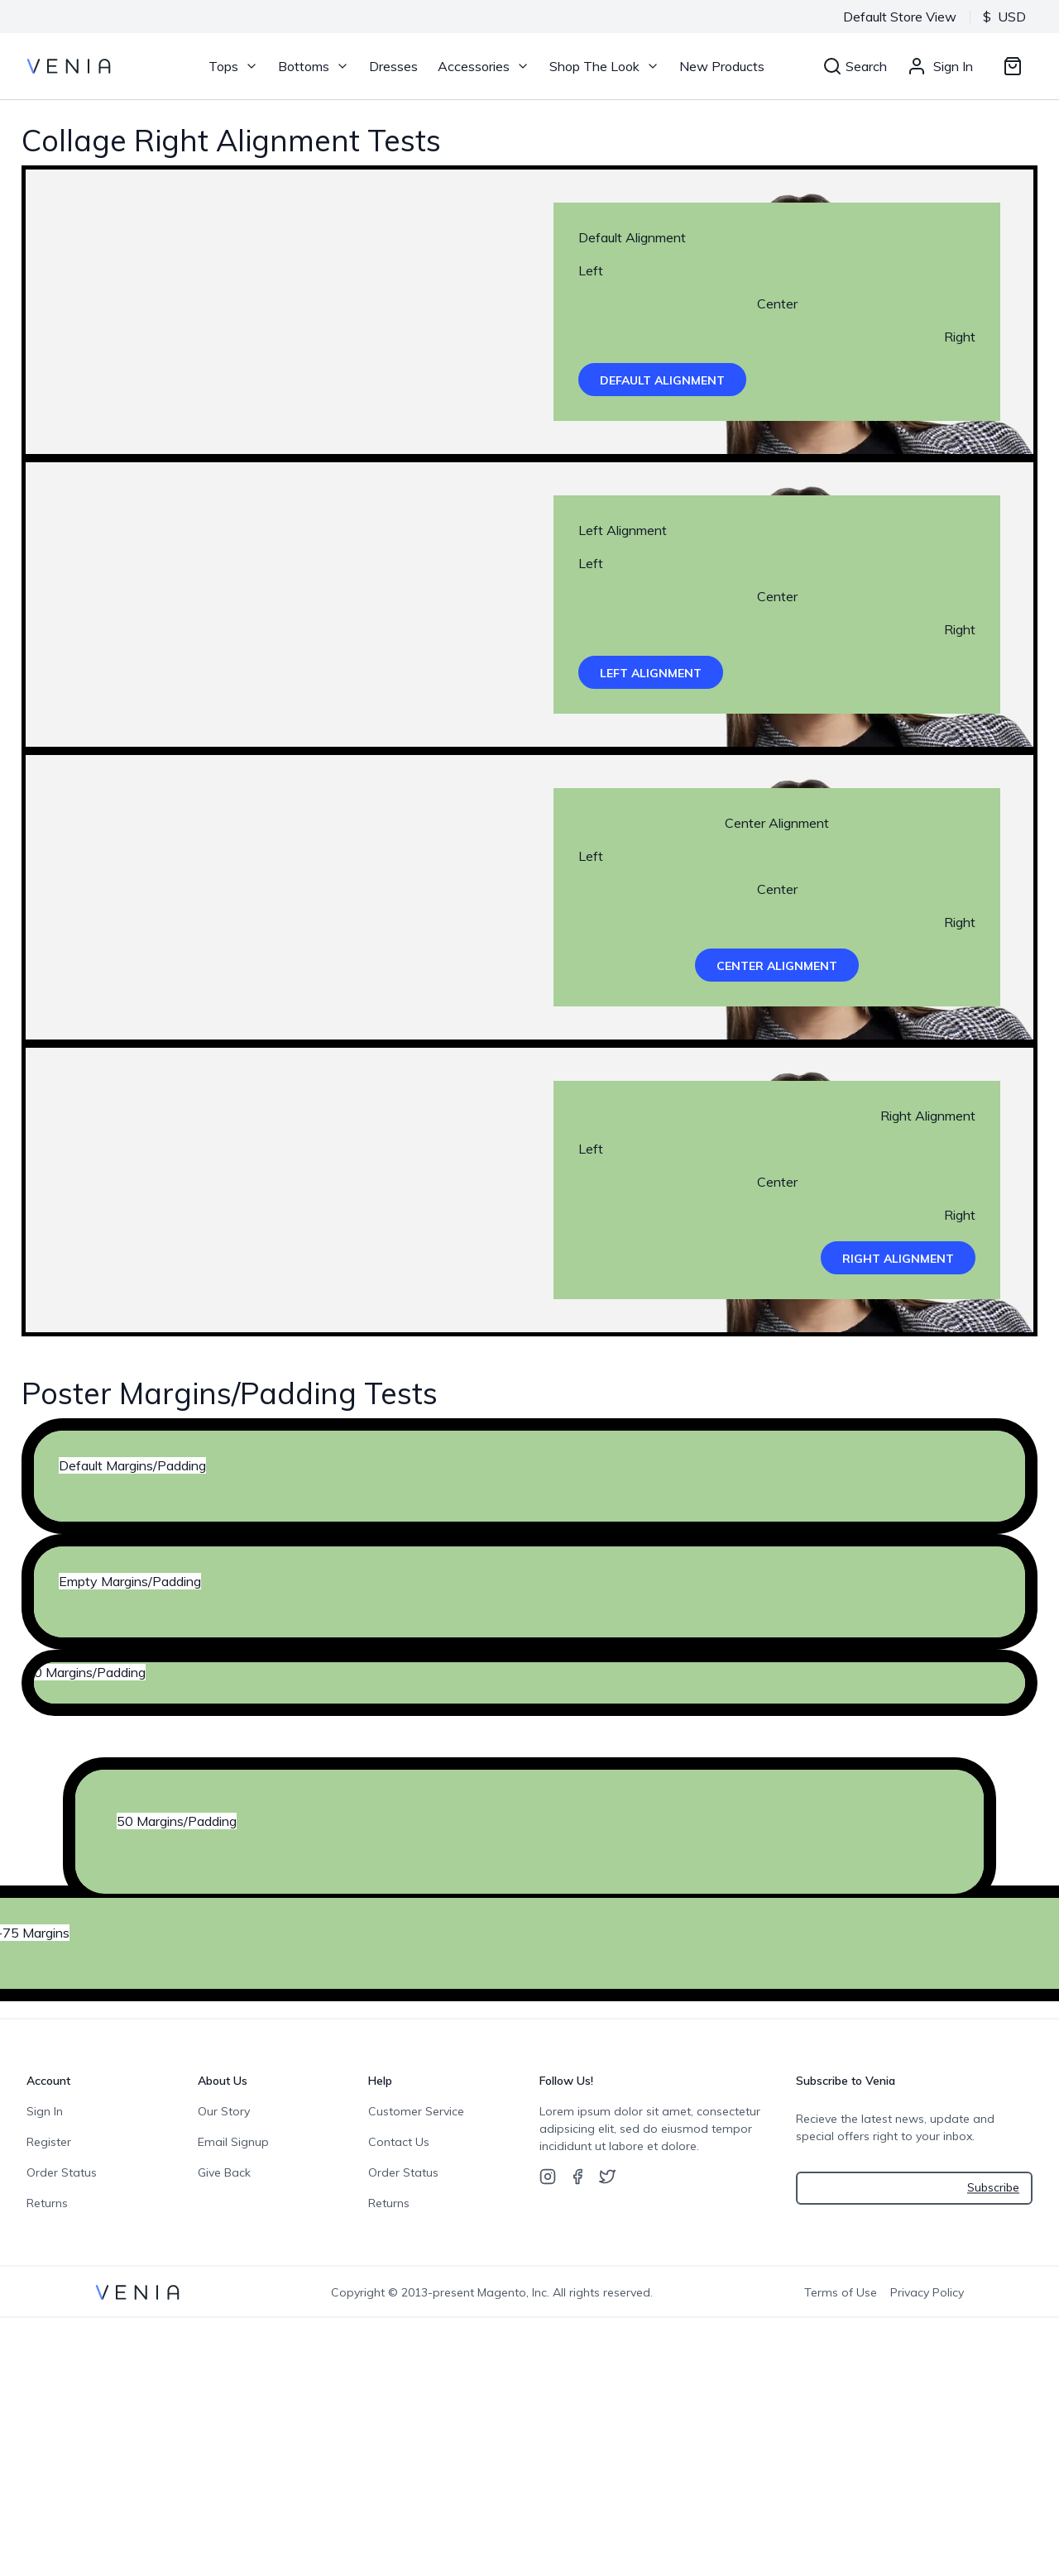 Default Store View $ USD
VENIA Tops Bottoms Dresses Accessories Shop The Look New Products Search Sign In
Collage Right Alignment Tests
Default Alignment
Left
Center
Right
DEFAULT ALIGNMENT
Left Alignment
Left
Center
Right
LEFT ALIGNMENT
Center Alignment
Left
Center
Right
CENTER ALIGNMENT
Right Alignment
Left
Center
Right
RIGHT ALIGNMENT
Poster Margins/Padding Tests
Default Margins/Padding
Empty Margins/Padding
0 Margins/Padding
50 Margins/Padding
-75 Margins
Account
Sign In
Register
Order Status
Returns
About Us
Our Story
Email Signup
Give Back
Help
Customer Service
Contact Us
Order Status
Returns
Follow Us!
Lorem ipsum dolor sit amet, consectetur
adipisicing elit, sed do eiusmod tempor
incididunt ut labore et dolore.
Subscribe to Venia
Recieve the latest news, update and
special offers right to your inbox.
Subscribe
VENIA Copyright © 2013-present Magento, Inc. All rights reserved. Terms of Use Privacy Policy